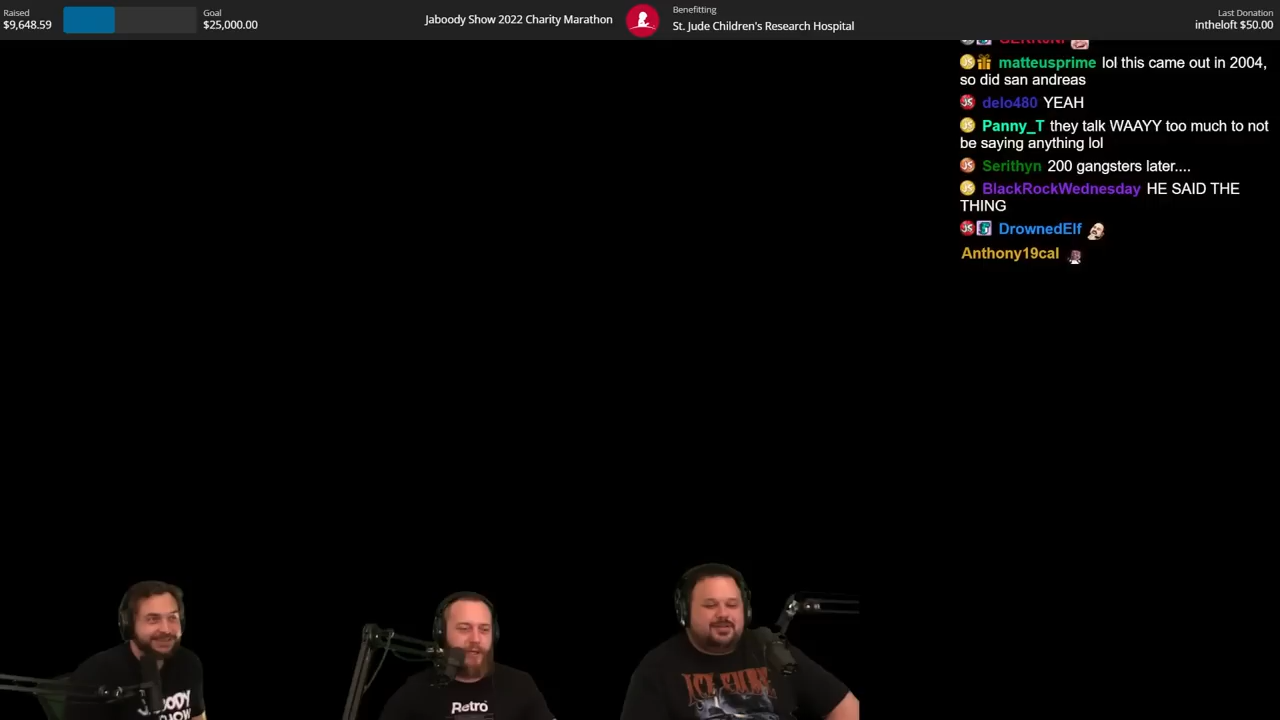 Raised
$9,648.59
Goal
$25,000.00
Jaboody Show 2022 Charity Marathon
Benefitting
St. Jude Children's Research Hospital
Last Donation
intheloft $50.00
matteusprime lol this came out in 2004,
so did san andreas
delo480 YEAH
Panny_T they talk WAAYY too much to not
be saying anything lol
Serithyn 200 gangsters later....
BlackRockWednesday HE SAID THE
THING
DrownedElf
Anthony19cal
Retro